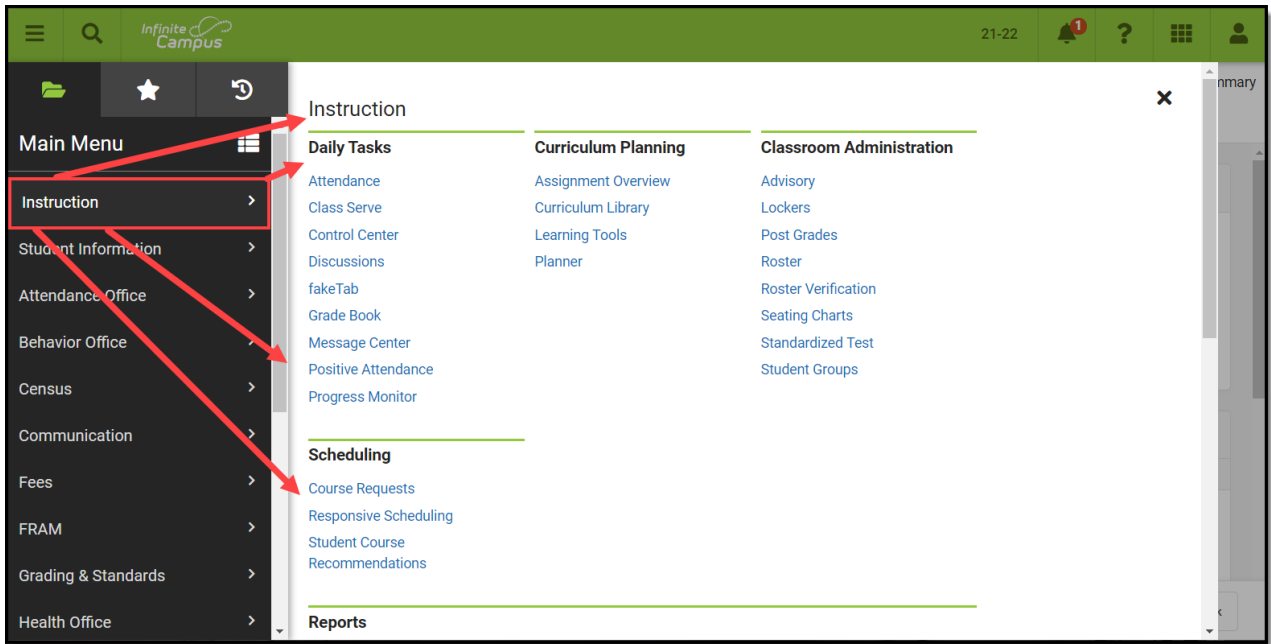 Infinite Campus
21-22
1
?
Main Menu
Instruction
Student Information
Attendance Office
Behavior Office
Census
Communication
Fees
FRAM
Grading & Standards
Health Office
Instruction
Daily Tasks
Attendance
Class Serve
Control Center
Discussions
fakeTab
Grade Book
Message Center
Positive Attendance
Progress Monitor
Curriculum Planning
Assignment Overview
Curriculum Library
Learning Tools
Planner
Classroom Administration
Advisory
Lockers
Post Grades
Roster
Roster Verification
Seating Charts
Standardized Test
Student Groups
Scheduling
Course Requests
Responsive Scheduling
Student Course
Recommendations
Reports